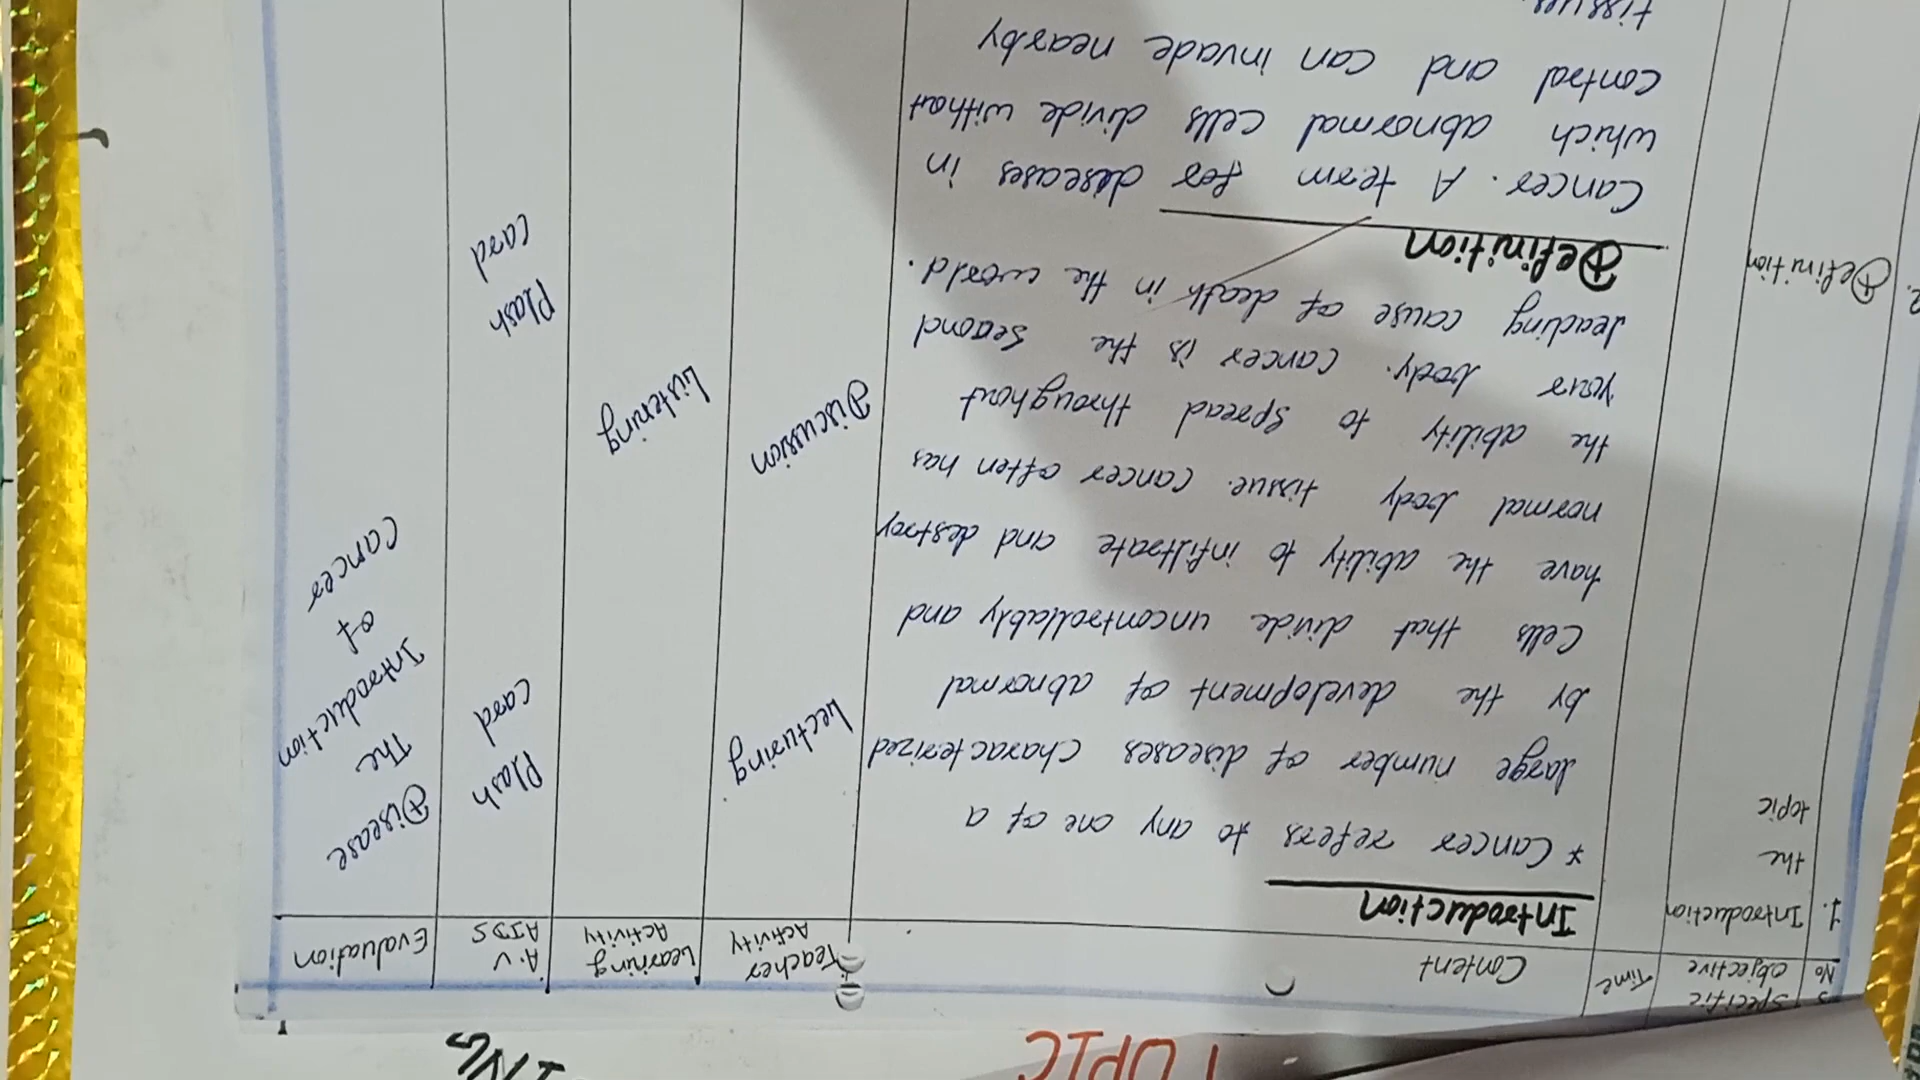 TOPIC
ING
S No
Specific objective
Time
Content
Teacher Activity
Learning Activity
A.V AIDS
Evaluation
1. Introduction
the
topic
Introduction
* Cancer refers to any one of a
large number of diseases characterized
by the development of abnormal
cells that divide uncontrollably and
have the ability to infiltrate and destroy
normal body tissue. cancer often has
the ability to spread throughout
your body. cancer is the second
leading cause of death in the world.
Lecturing
Discussion
Listening
Plash
card
Plash
card
Disease
The
Introduction
of
cancer
2. Definition
Definition
Cancer. A term for diseases in
which abnormal cells divide without
control and can invade nearby
tissues